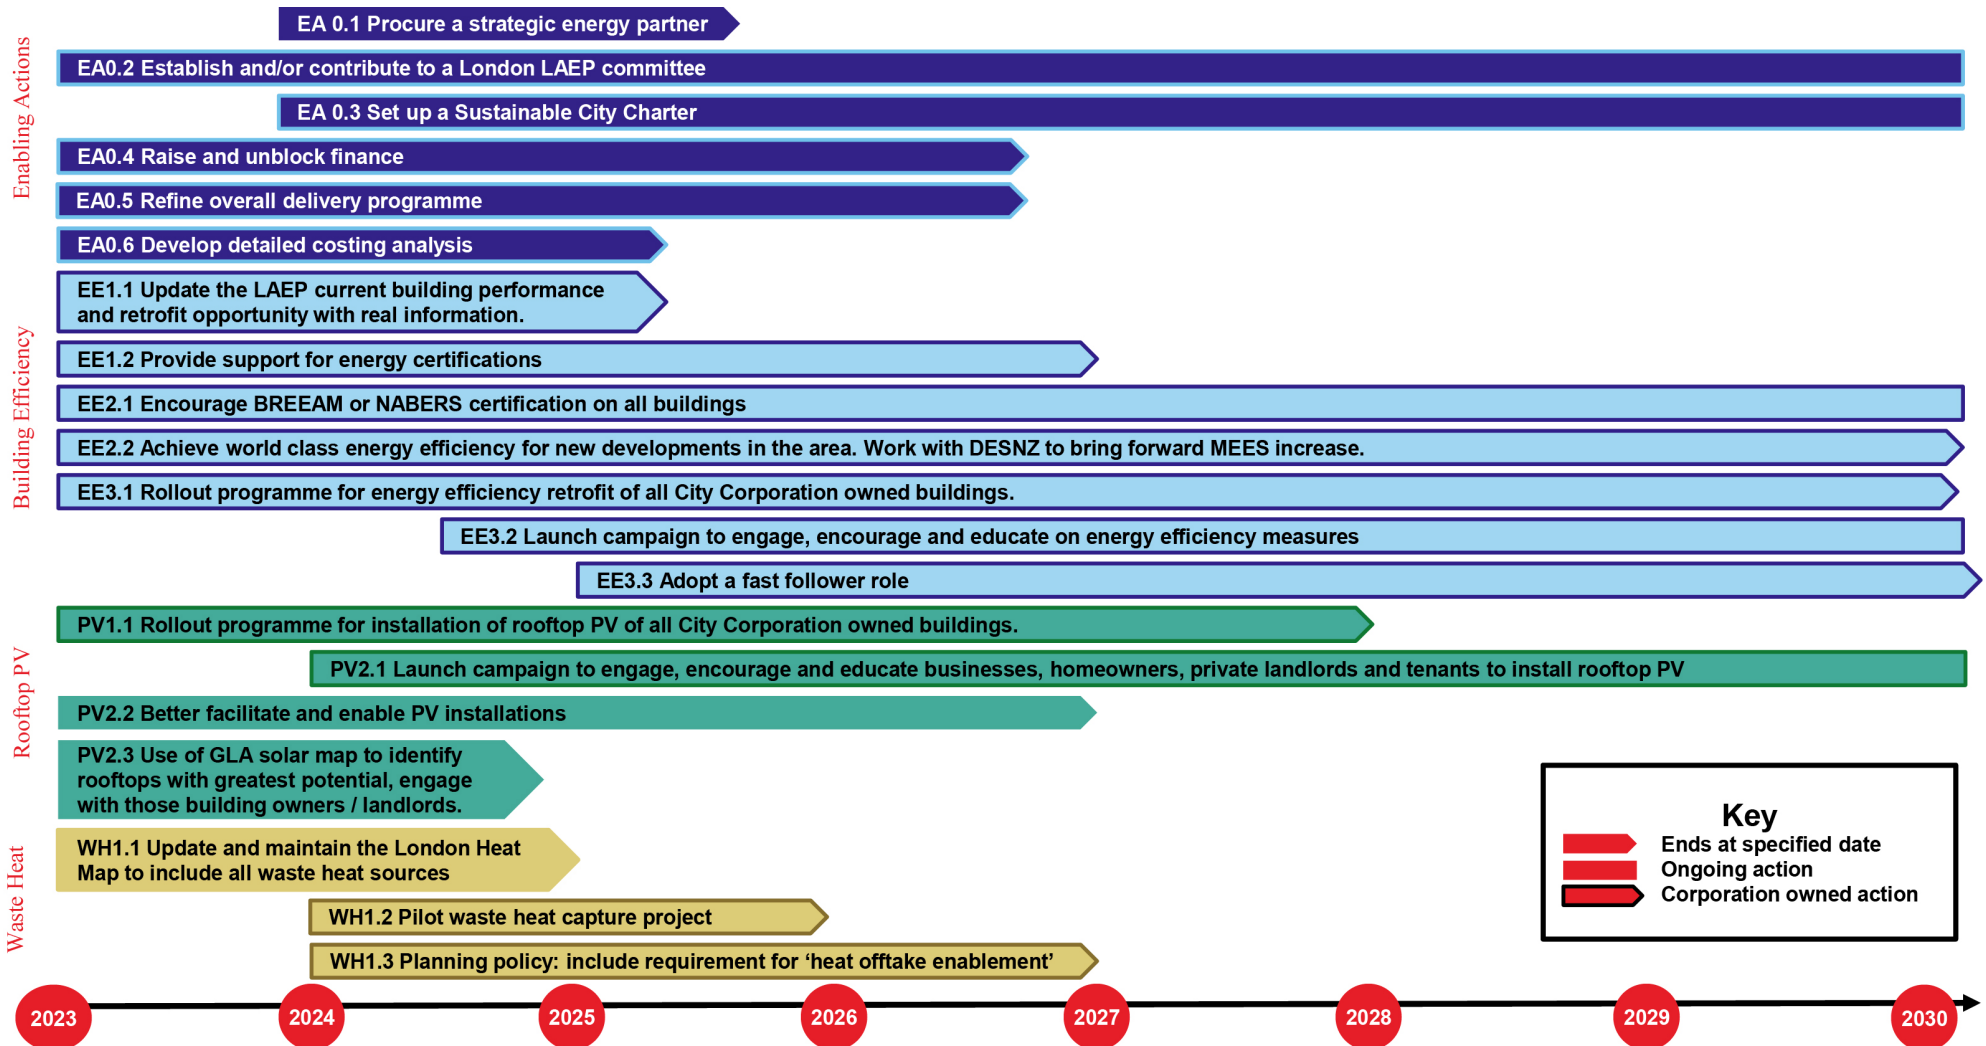 Enabling Actions
EA 0.1 Procure a strategic energy partner
EA0.2 Establish and/or contribute to a London LAEP committee
EA 0.3 Set up a Sustainable City Charter
EA0.4 Raise and unblock finance
EA0.5 Refine overall delivery programme
EA0.6 Develop detailed costing analysis
Building Efficiency
EE1.1 Update the LAEP current building performance
and retrofit opportunity with real information.
EE1.2 Provide support for energy certifications
EE2.1 Encourage BREEAM or NABERS certification on all buildings
EE2.2 Achieve world class energy efficiency for new developments in the area. Work with DESNZ to bring forward MEES increase.
EE3.1 Rollout programme for energy efficiency retrofit of all City Corporation owned buildings.
EE3.2 Launch campaign to engage, encourage and educate on energy efficiency measures
EE3.3 Adopt a fast follower role
Rooftop PV
PV1.1 Rollout programme for installation of rooftop PV of all City Corporation owned buildings.
PV2.1 Launch campaign to engage, encourage and educate businesses, homeowners, private landlords and tenants to install rooftop PV
PV2.2 Better facilitate and enable PV installations
PV2.3 Use of GLA solar map to identify
rooftops with greatest potential, engage
with those building owners / landlords.
Waste Heat
WH1.1 Update and maintain the London Heat
Map to include all waste heat sources
WH1.2 Pilot waste heat capture project
WH1.3 Planning policy: include requirement for ‘heat offtake enablement’
Key
Ends at specified date
Ongoing action
Corporation owned action
2023 2024 2025 2026 2027 2028 2029 2030